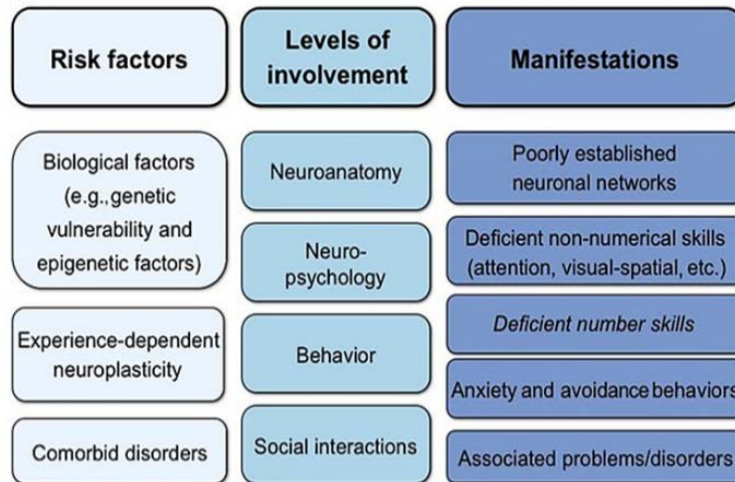 Risk factors
Levels of
involvement
Manifestations
Biological factors
(e.g.,genetic
vulnerability and
epigenetic factors)
Experience-dependent
neuroplasticity
Comorbid disorders
Neuroanatomy
Neuro-
psychology
Behavior
Social interactions
Poorly established
neuronal networks
Deficient non-numerical skills
(attention, visual-spatial, etc.)
Deficient number skills
Anxiety and avoidance behaviors
Associated problems/disorders